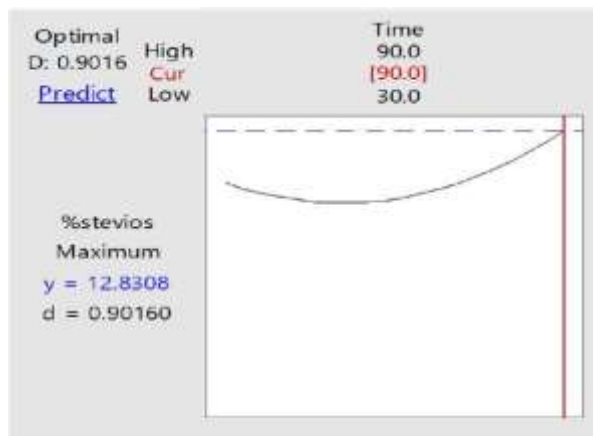 Optimal
D: 0.9016
Predict
High
Cur
Low
Time
90.0
[90.0]
30.0
%stevios
Maximum
y = 12.8308
d = 0.90160